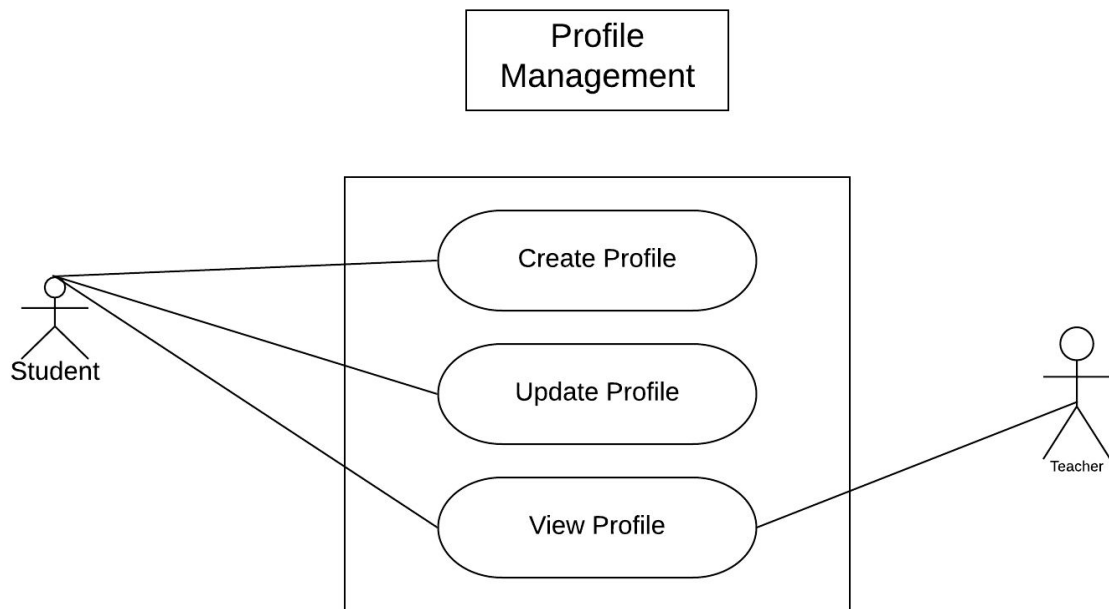 Profile
Management
Create Profile
Student
Update Profile
Teacher
View Profile